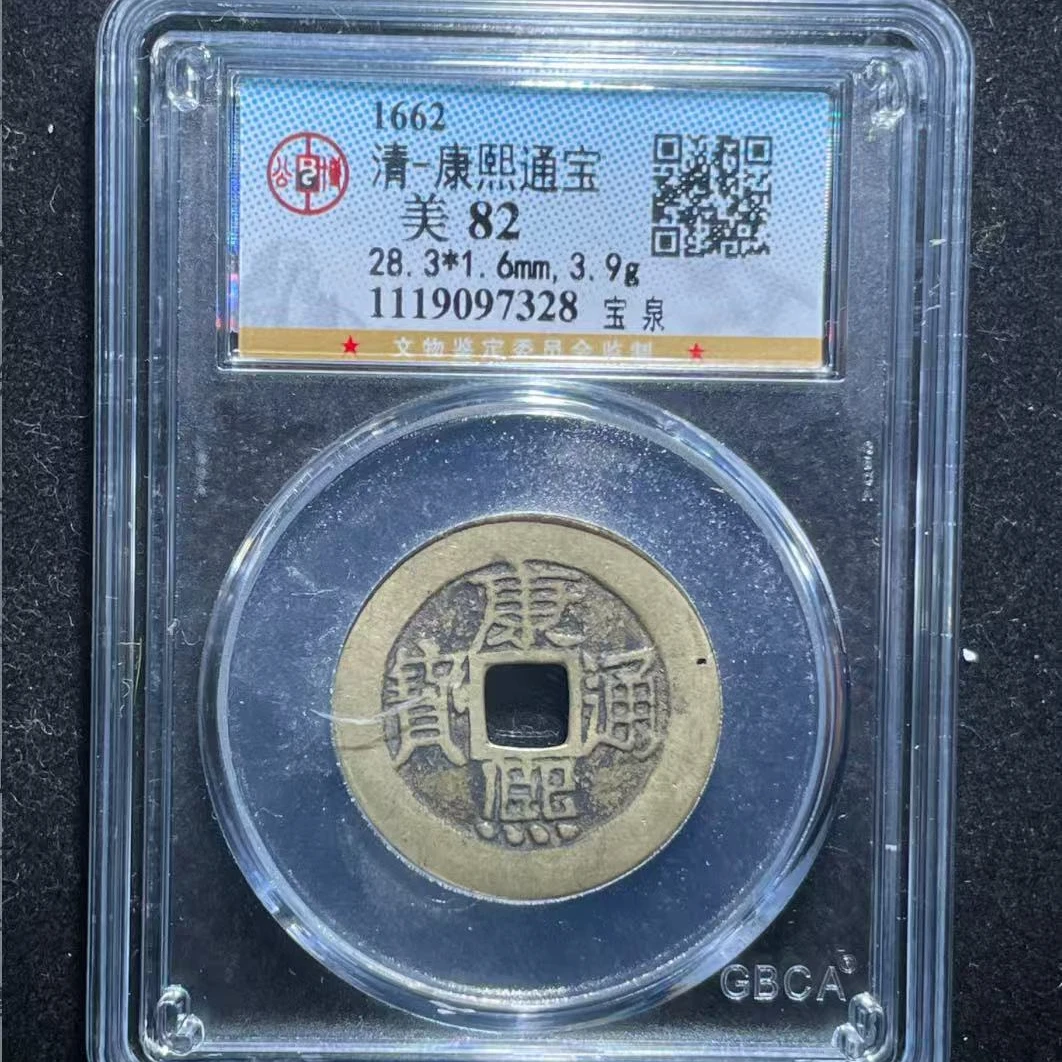 1662
清-康熙通宝
美 82
28.3*1.6mm,3.9g
1119097328 宝泉
文物鉴定委员会监制
康熙通寶
GBCA